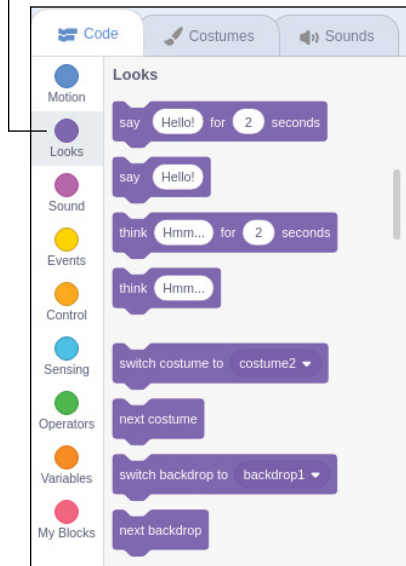 Code Costumes Sounds
Motion
Looks
Sound
Events
Control
Sensing
Operators
Variables
My Blocks
Looks
say Hello! for 2 seconds
say Hello!
think Hmm... for 2 seconds
think Hmm...
switch costume to costume2
next costume
switch backdrop to backdrop1
next backdrop